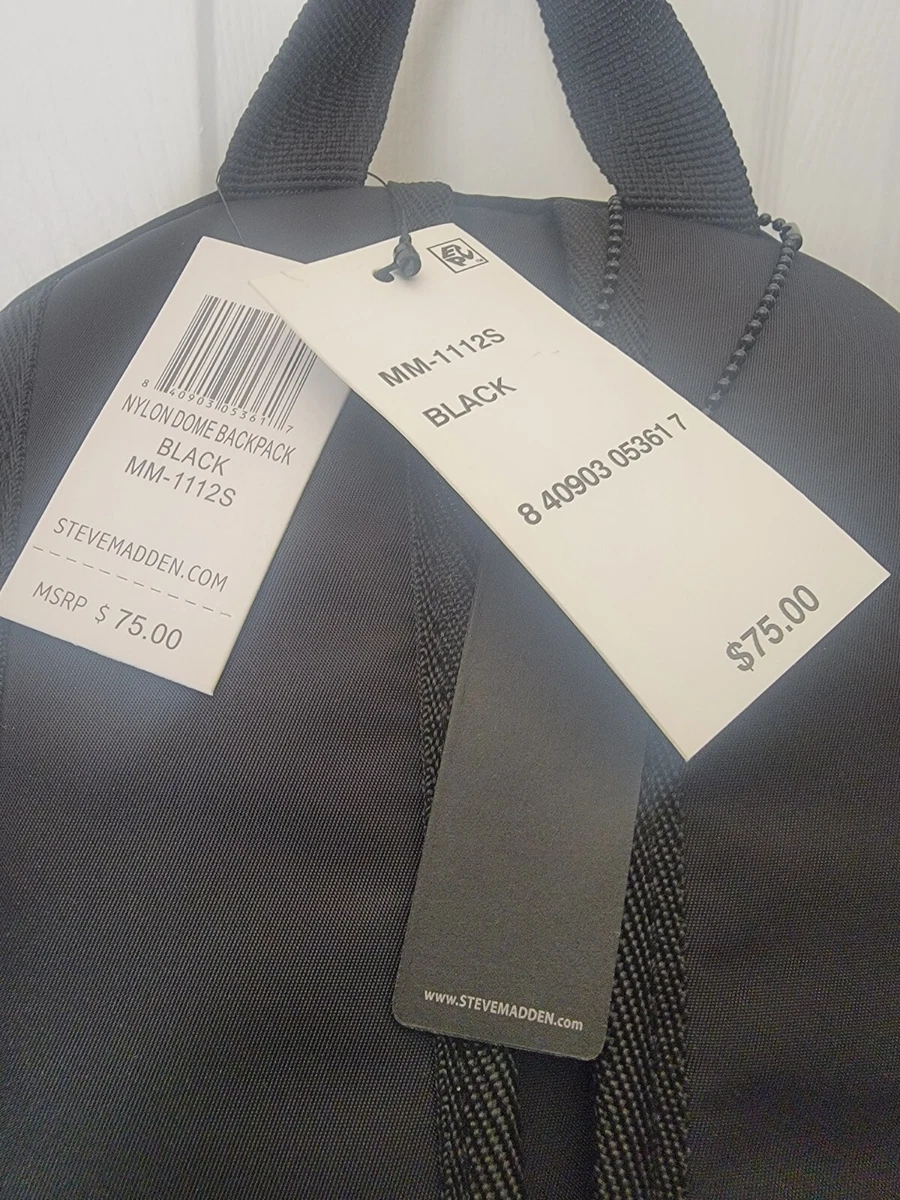 8 40903 05361 7
NYLON DOME BACKPACK
BLACK
MM-1112S
STEVEMADDEN.COM
MSRP $ 75.00
MM-1112S
BLACK
8 40903 05361 7
$75.00
www.STEVEMADDEN.com